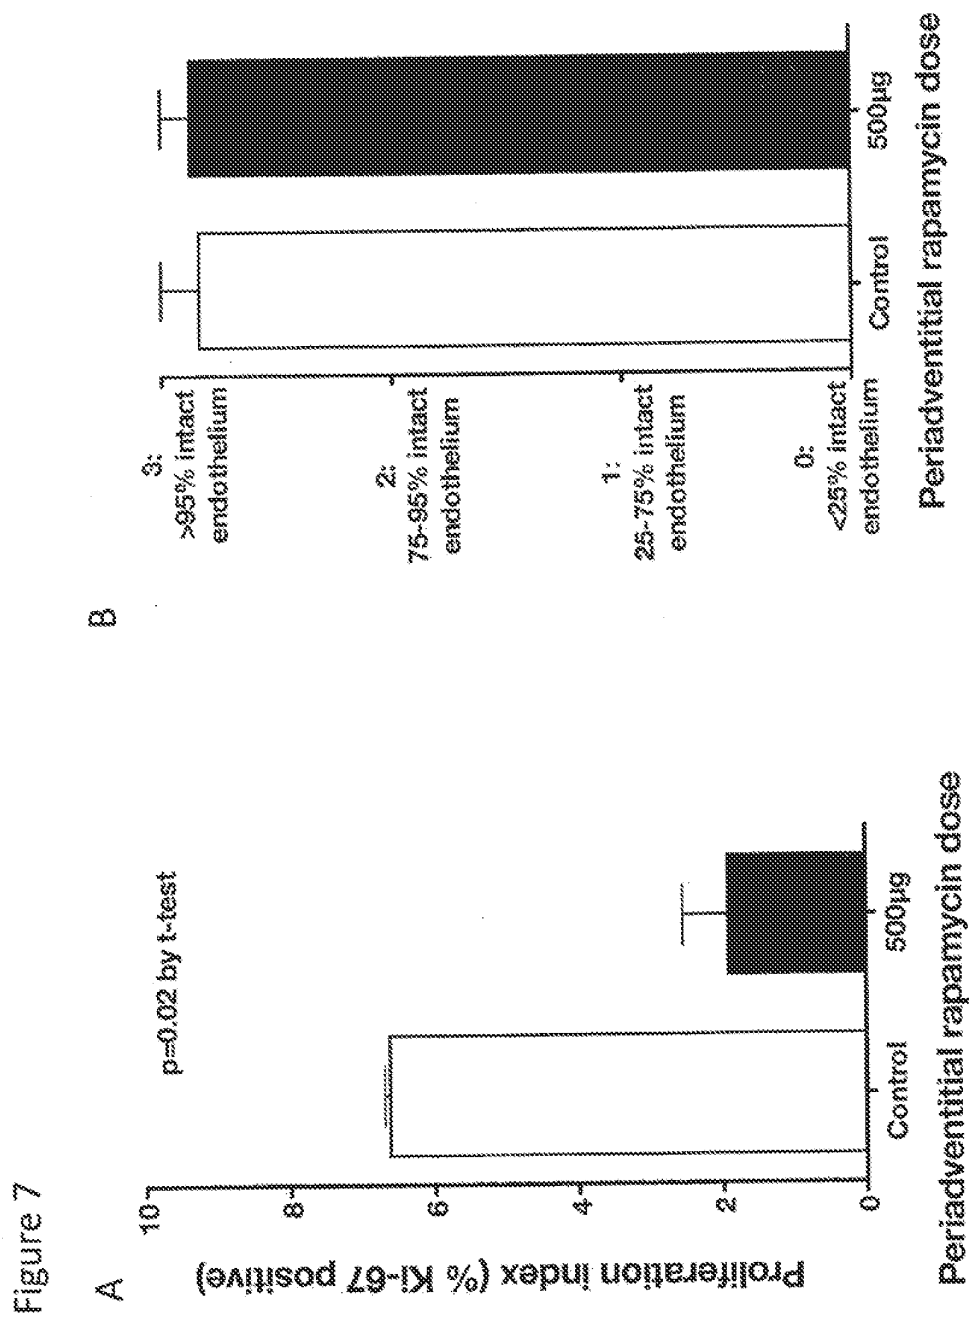 Figure 7
A
p=0.02 by t-test
Proliferation index (% Ki-67 positive)
10
8
6
4
2
0
Control
500µg
Periadventitial rapamycin dose
B
3:
>95% intact
endothelium
2:
75-95% intact
endothelium
1:
25-75% intact
endothelium
0:
<25% intact
endothelium
Control
500µg
Periadventitial rapamycin dose